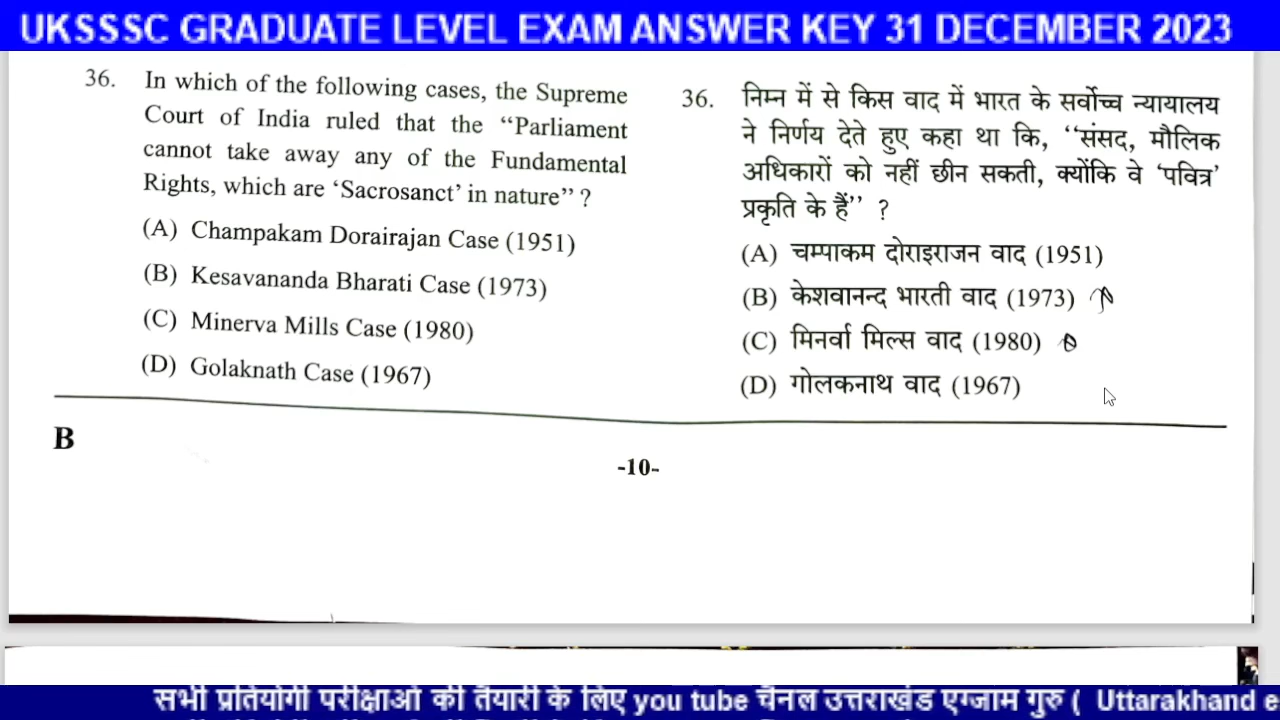 UKSSSC GRADUATE LEVEL EXAM ANSWER KEY 31 DECEMBER 2023
36. In which of the following cases, the Supreme
Court of India ruled that the “Parliament
cannot take away any of the Fundamental
Rights, which are ‘Sacrosanct’ in nature” ?
(A) Champakam Dorairajan Case (1951)
(B) Kesavananda Bharati Case (1973)
(C) Minerva Mills Case (1980)
(D) Golaknath Case (1967)
36. निम्न में से किस वाद में भारत के सर्वोच्च न्यायालय
ने निर्णय देते हुए कहा था कि, ‘‘संसद, मौलिक
अधिकारों को नहीं छीन सकती, क्योंकि वे ‘पवित्र’
प्रकृति के हैं’’ ?
(A) चम्पाकम दोराइराजन वाद (1951)
(B) केशवानन्द भारती वाद (1973)
(C) मिनर्वा मिल्स वाद (1980)
(D) गोलकनाथ वाद (1967)
B
-10-
सभी प्रतियोगी परीक्षाओ की तैयारी के लिए you tube चैनल उत्तराखंड एग्जाम गुरु ( Uttarakhand e